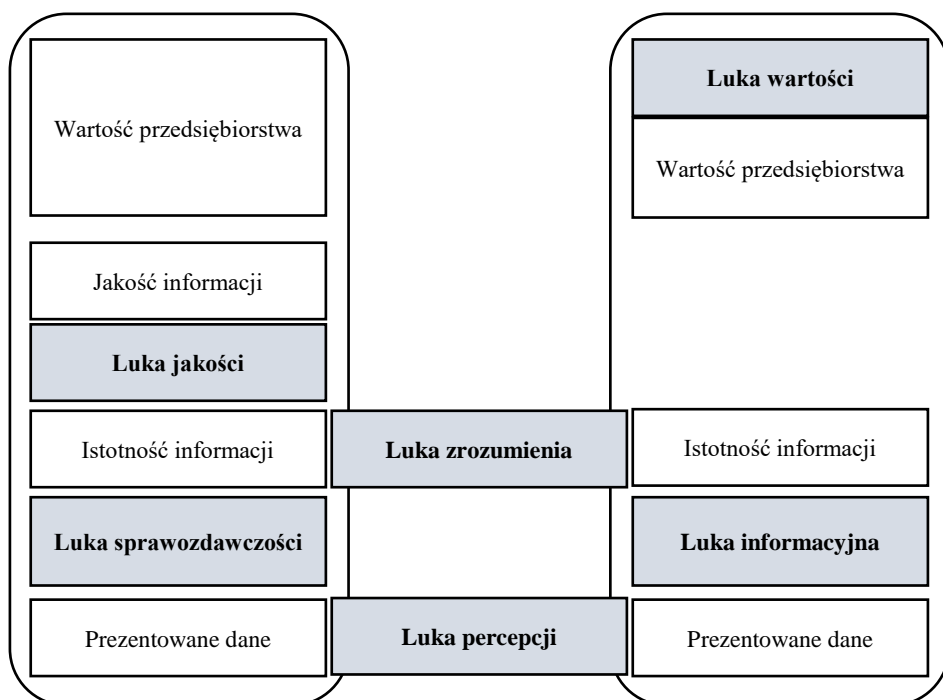 Luka wartości
Wartość przedsiębiorstwa
Wartość przedsiębiorstwa
Jakość informacji
Luka jakości
Istotność informacji
Luka zrozumienia
Istotność informacji
Luka sprawozdawczości
Luka informacyjna
Prezentowane dane
Luka percepcji
Prezentowane dane